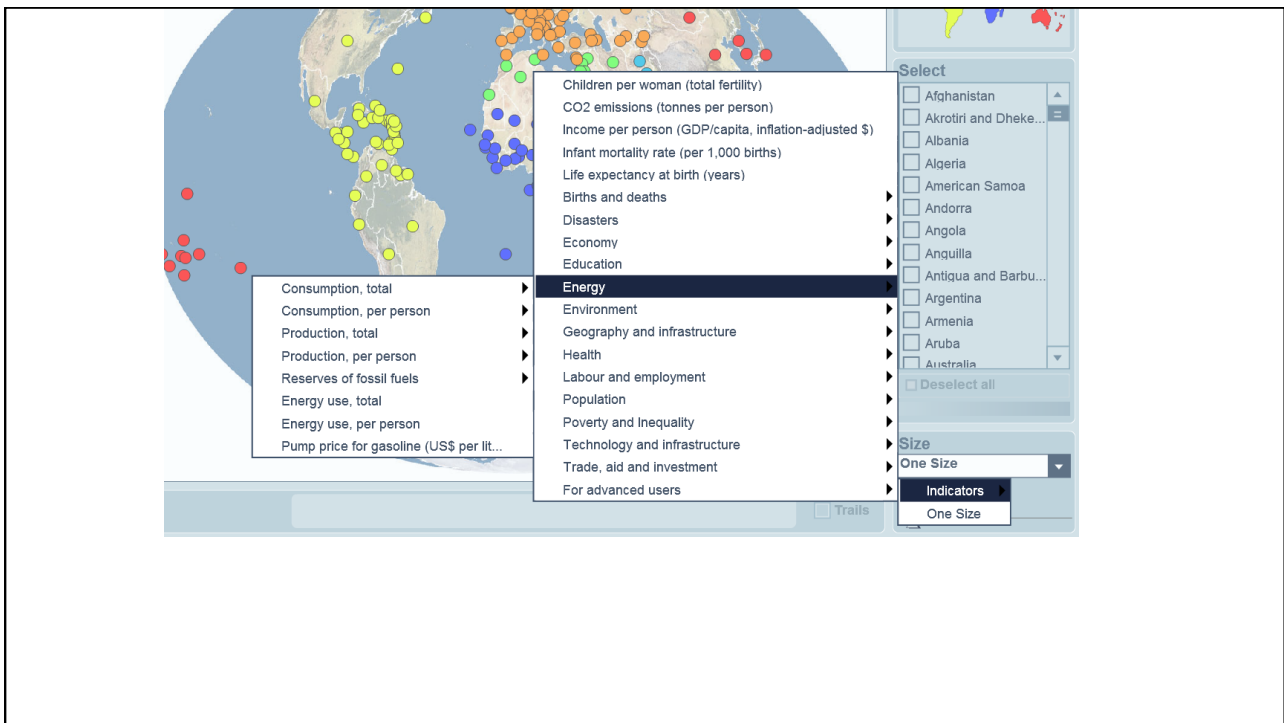 Select
Afghanistan
Akrotiri and Dheke...
Albania
Algeria
American Samoa
Andorra
Angola
Anguilla
Antigua and Barbu...
Argentina
Armenia
Aruba
Australia
Deselect all
Children per woman (total fertility)
CO2 emissions (tonnes per person)
Income per person (GDP/capita, inflation-adjusted $)
Infant mortality rate (per 1,000 births)
Life expectancy at birth (years)
Births and deaths
Disasters
Economy
Education
Energy
Environment
Geography and infrastructure
Health
Labour and employment
Population
Poverty and Inequality
Technology and infrastructure
Trade, aid and investment
For advanced users
Consumption, total
Consumption, per person
Production, total
Production, per person
Reserves of fossil fuels
Energy use, total
Energy use, per person
Pump price for gasoline (US$ per lit...
Size
One Size
Indicators
One Size
Trails